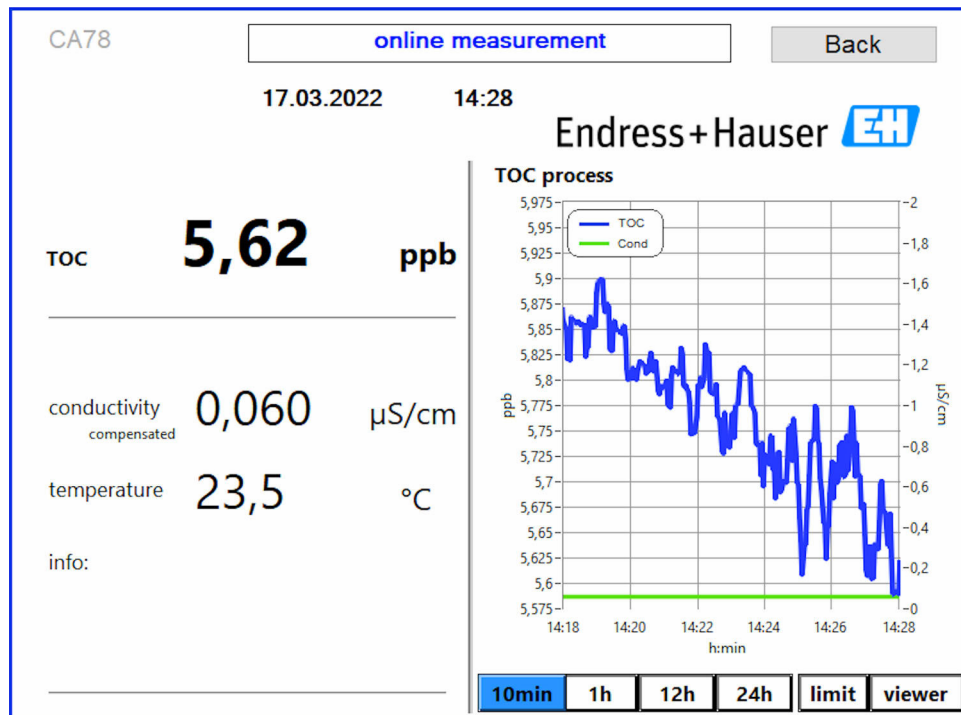 CA78
online measurement
Back
17.03.2022 14:28
Endress+Hauser EH
TOC 5,62 ppb
conductivity 0,060 µS/cm
compensated
temperature 23,5 °C
info:
TOC process
TOC
Cond
5,975
5,95
5,925
5,9
5,875
5,85
5,825
5,8
5,775
5,75
5,725
5,7
5,675
5,65
5,625
5,6
5,575
ppb
-2
-1,8
-1,6
-1,4
-1,2
-1
-0,8
-0,6
-0,4
-0,2
-0
µS/cm
14:18 14:20 14:22 14:24 14:26 14:28
h:min
10min 1h 12h 24h limit viewer